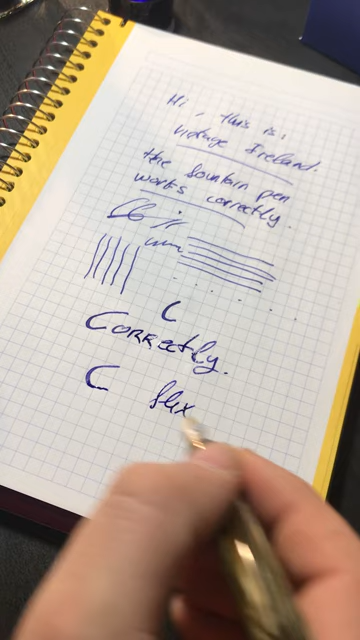 Hi, this is:
vintage Ireland.
the fountain pen
works correctly.
C
Correctly.
C flex